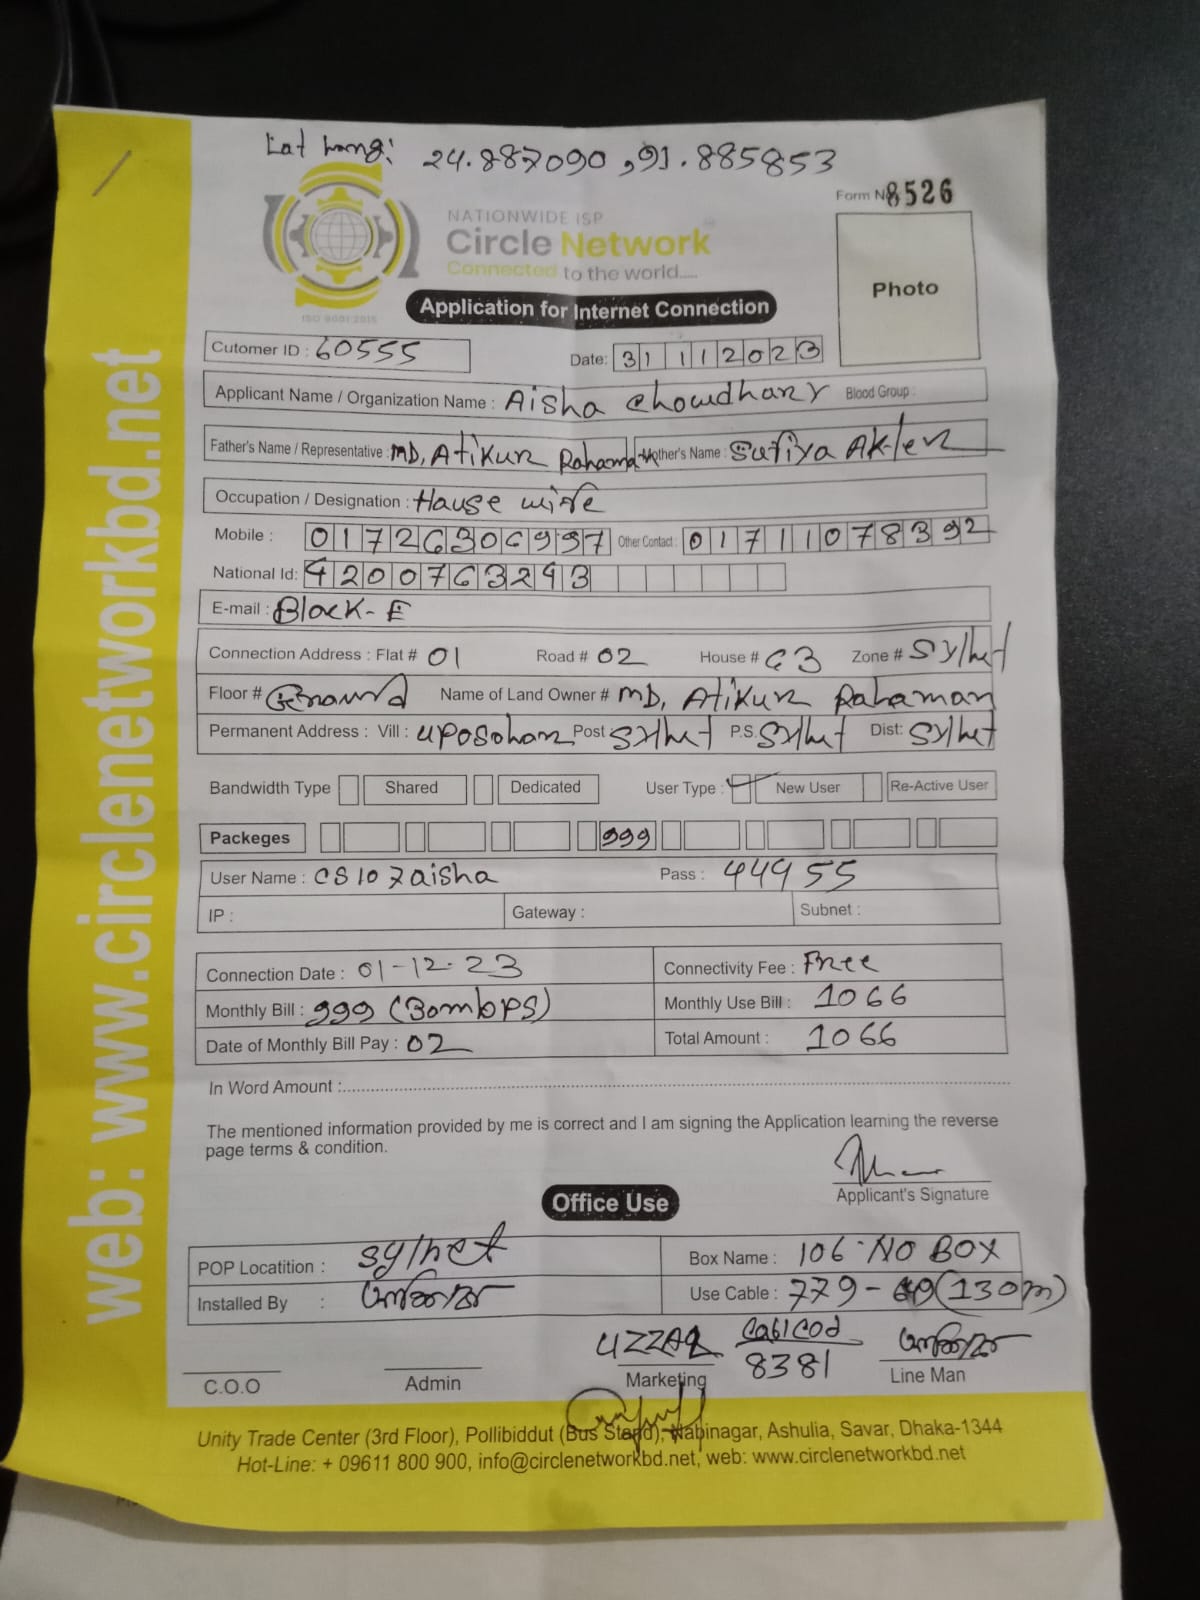 Lat hong: 24.887090, 91.885853
Form No 8526
NATIONWIDE ISP
Circle Network
Connected to the world.....
ISO 9001:2015
Photo
Application for Internet Connection
Cutomer ID : 60555 Date: 31 11 2023
Applicant Name / Organization Name : Aisha Chowdhary Blood Group :
Father's Name / Representative : MD, Atikur Rahaman Mother's Name : Sufiya Akter
Occupation / Designation : Hause wife
Mobile : 01726306997 Other Contact : 01711078392
National Id: 4200763293
E-mail : Block-E
Connection Address : Flat # 01 Road # 02 House # 63 Zone # Sylhet
Floor # Ground Name of Land Owner # MD, Atikur Rahaman
Permanent Address : Vill : uposohor Post Sylhet P.S. Sylhet Dist: Sylhet
Bandwidth Type Shared Dedicated User Type : New User Re-Active User
Packeges 999
User Name : CS107aisha Pass : 44955
IP : Gateway : Subnet :
Connection Date : 01-12-23 Connectivity Fee : Free
Monthly Bill : 999 (30mbps) Monthly Use Bill : 1066
Date of Monthly Bill Pay : 02 Total Amount : 1066
In Word Amount :
The mentioned information provided by me is correct and I am signing the Application learning the reverse
page terms & condition.
Applicant's Signature
Office Use
POP Locatition : Sylhet Box Name : 106-NO BOX
Installed By : Use Cable : 779- (130m)
C.O.O Admin Marketing 8381 Line Man
Unity Trade Center (3rd Floor), Pollibiddut (Bus Stand), Nabinagar, Ashulia, Savar, Dhaka-1344
Hot-Line: + 09611 800 900, info@circlenetworkbd.net, web: www.circlenetworkbd.net
web: www.circlenetworkbd.net